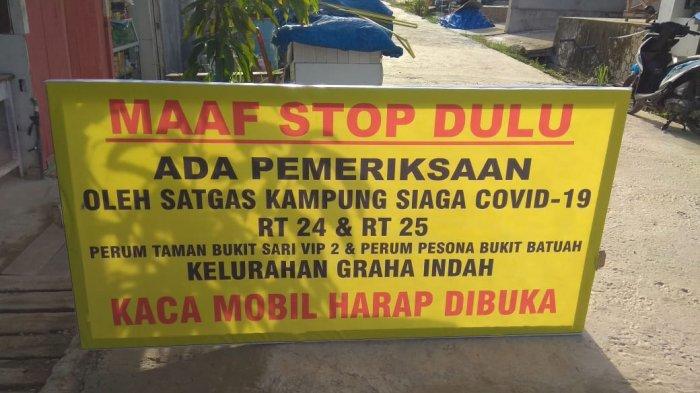 MAAF STOP DULU
ADA PEMERIKSAAN
OLEH SATGAS KAMPUNG SIAGA COVID-19
RT 24 & RT 25
PERUM TAMAN BUKIT SARI VIP 2 & PERUM PESONA BUKIT BATUAH
KELURAHAN GRAHA INDAH
KACA MOBIL HARAP DIBUKA